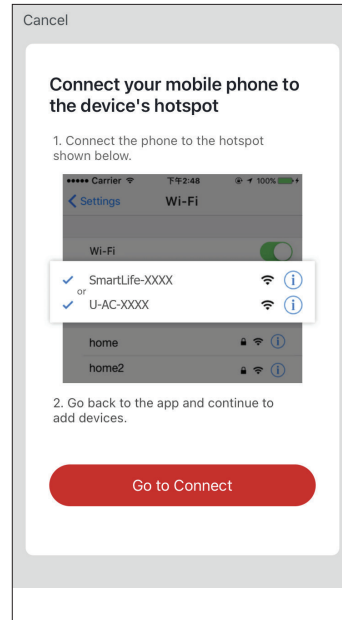 Cancel
Connect your mobile phone to
the device's hotspot
1. Connect the phone to the hotspot
shown below.
Carrier 下午2:48 100%
Settings Wi-Fi
Wi-Fi
SmartLife-XXXX
or
U-AC-XXXX
home
home2
2. Go back to the app and continue to
add devices.
Go to Connect